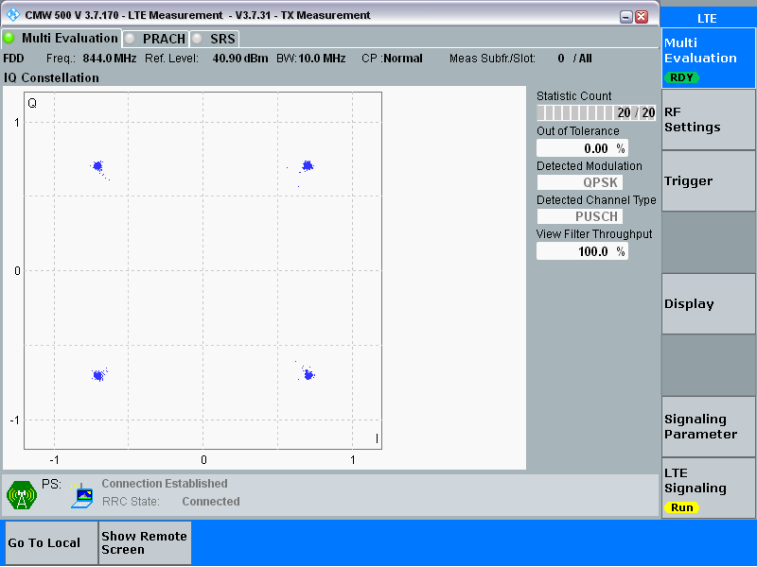 CMW 500 V 3.7.170 - LTE Measurement - V3.7.31 - TX Measurement
LTE
Multi Evaluation PRACH SRS
FDD Freq.: 844.0 MHz Ref. Level: 40.90 dBm BW: 10.0 MHz CP :Normal Meas Subfr./Slot: 0 / All
IQ Constellation
Q
1
0
-1
I
-1 0 1
Statistic Count
20 / 20
Out of Tolerance
0.00 %
Detected Modulation
QPSK
Detected Channel Type
PUSCH
View Filter Throughput
100.0 %
Multi
Evaluation
RDY
RF
Settings
Trigger
Display
Signaling
Parameter
LTE
Signaling
Run
PS: Connection Established
RRC State: Connected
Go To Local
Show Remote
Screen